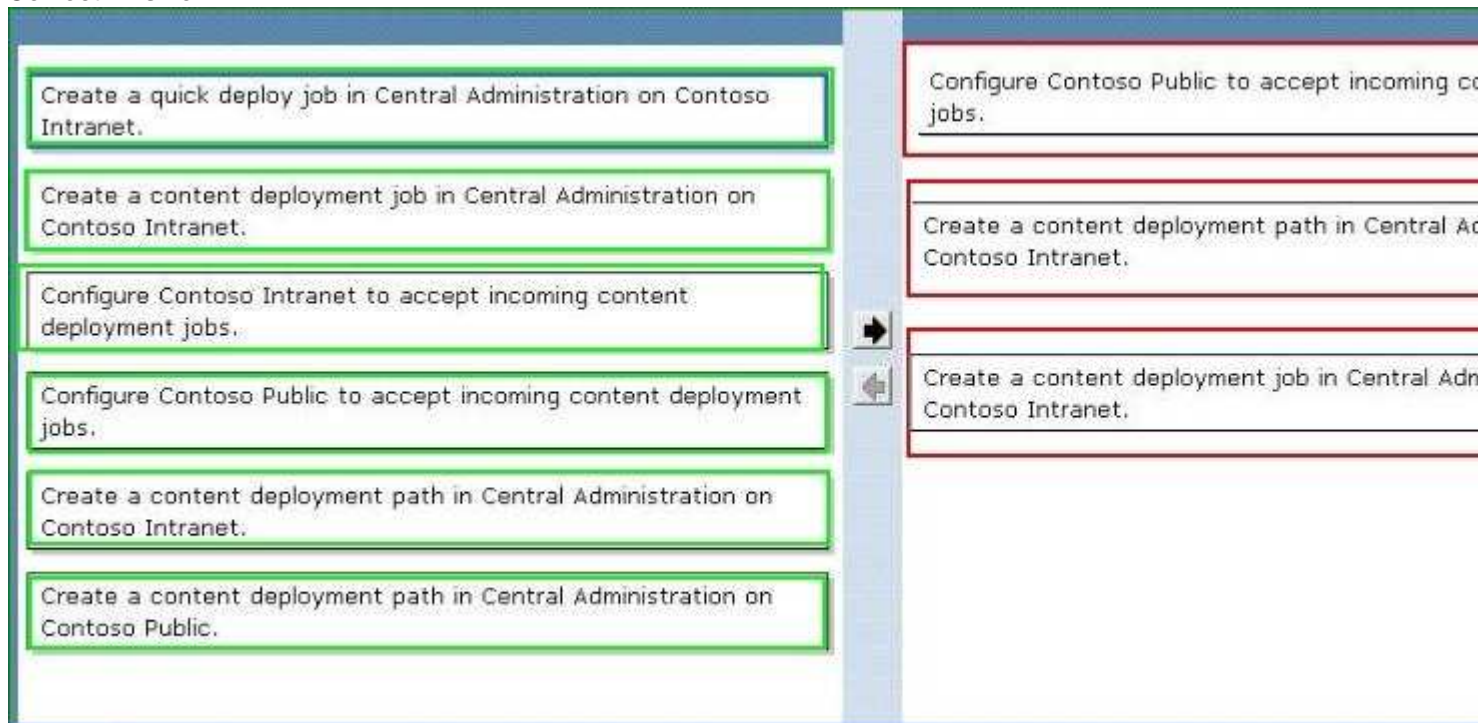 Create a quick deploy job in Central Administration on Contoso
Intranet.
Create a content deployment job in Central Administration on
Contoso Intranet.
Configure Contoso Intranet to accept incoming content
deployment jobs.
Configure Contoso Public to accept incoming content deployment
jobs.
Create a content deployment path in Central Administration on
Contoso Intranet.
Create a content deployment path in Central Administration on
Contoso Public.
Configure Contoso Public to accept incoming
jobs.
Create a content deployment path in Central
Contoso Intranet.
Create a content deployment job in Central
Contoso Intranet.